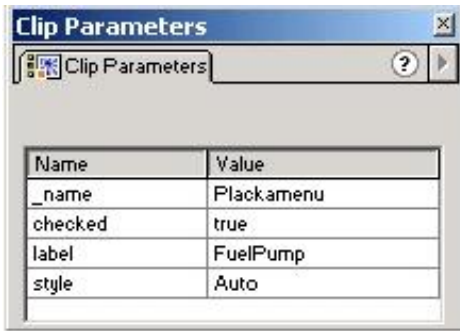 Clip Parameters
Clip Parameters ?
Name Value
_name Plackamenu
checked true
label FuelPump
style Auto